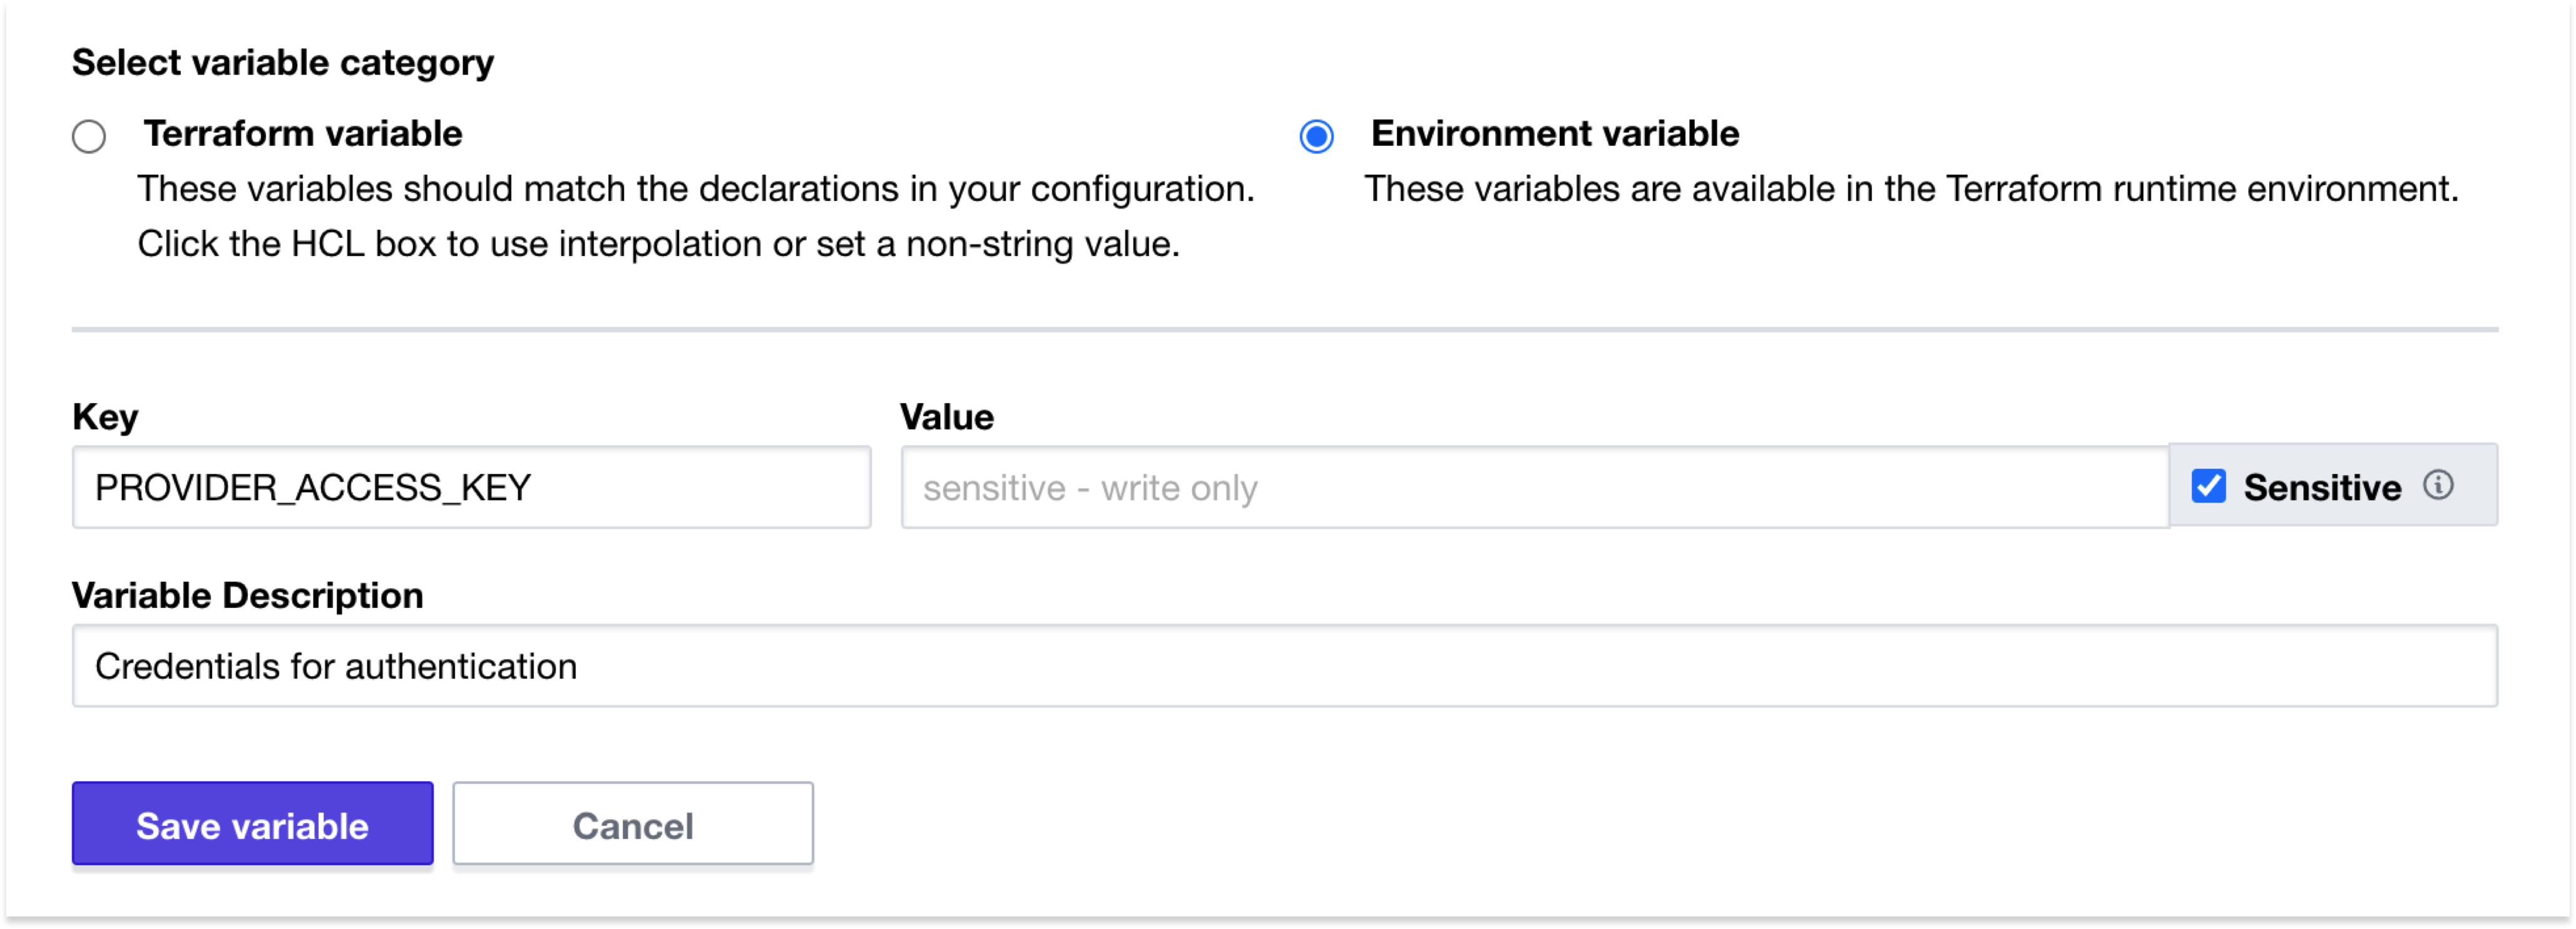 Select variable category
Terraform variable
These variables should match the declarations in your configuration.
Click the HCL box to use interpolation or set a non-string value.
Environment variable
These variables are available in the Terraform runtime environment.
Key
PROVIDER_ACCESS_KEY
Value
sensitive - write only
Sensitive
Variable Description
Credentials for authentication
Save variable
Cancel